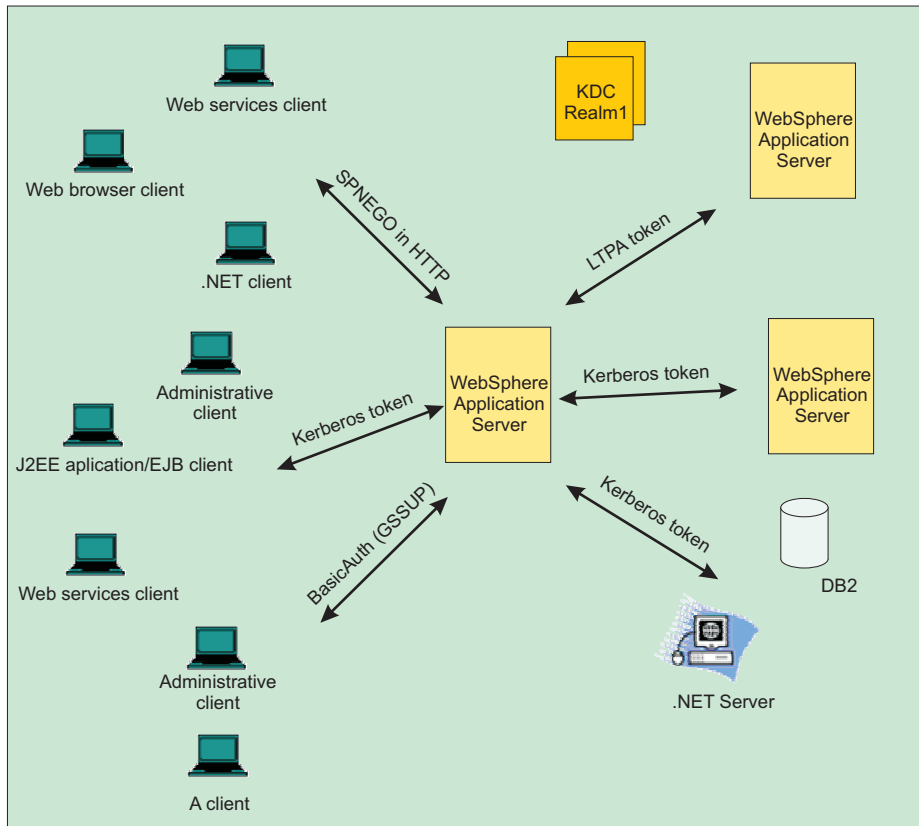 Web services client
Web browser client
.NET client
Administrative
client
J2EE aplication/EJB client
Web services client
Administrative
client
A client
SPNEGO in HTTP
Kerberos token
BasicAuth (GSSUP)
WebSphere
Application
Server
KDC
Realm1
LTPA token
Kerberos token
Kerberos token
WebSphere
Application
Server
WebSphere
Application
Server
DB2
.NET Server